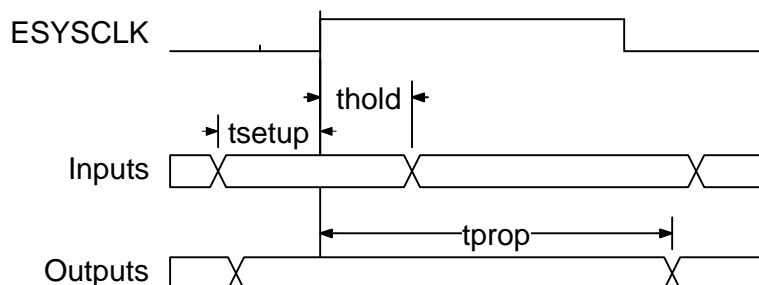 ESYSCLK
thold
tsetup
Inputs
tprop
Outputs